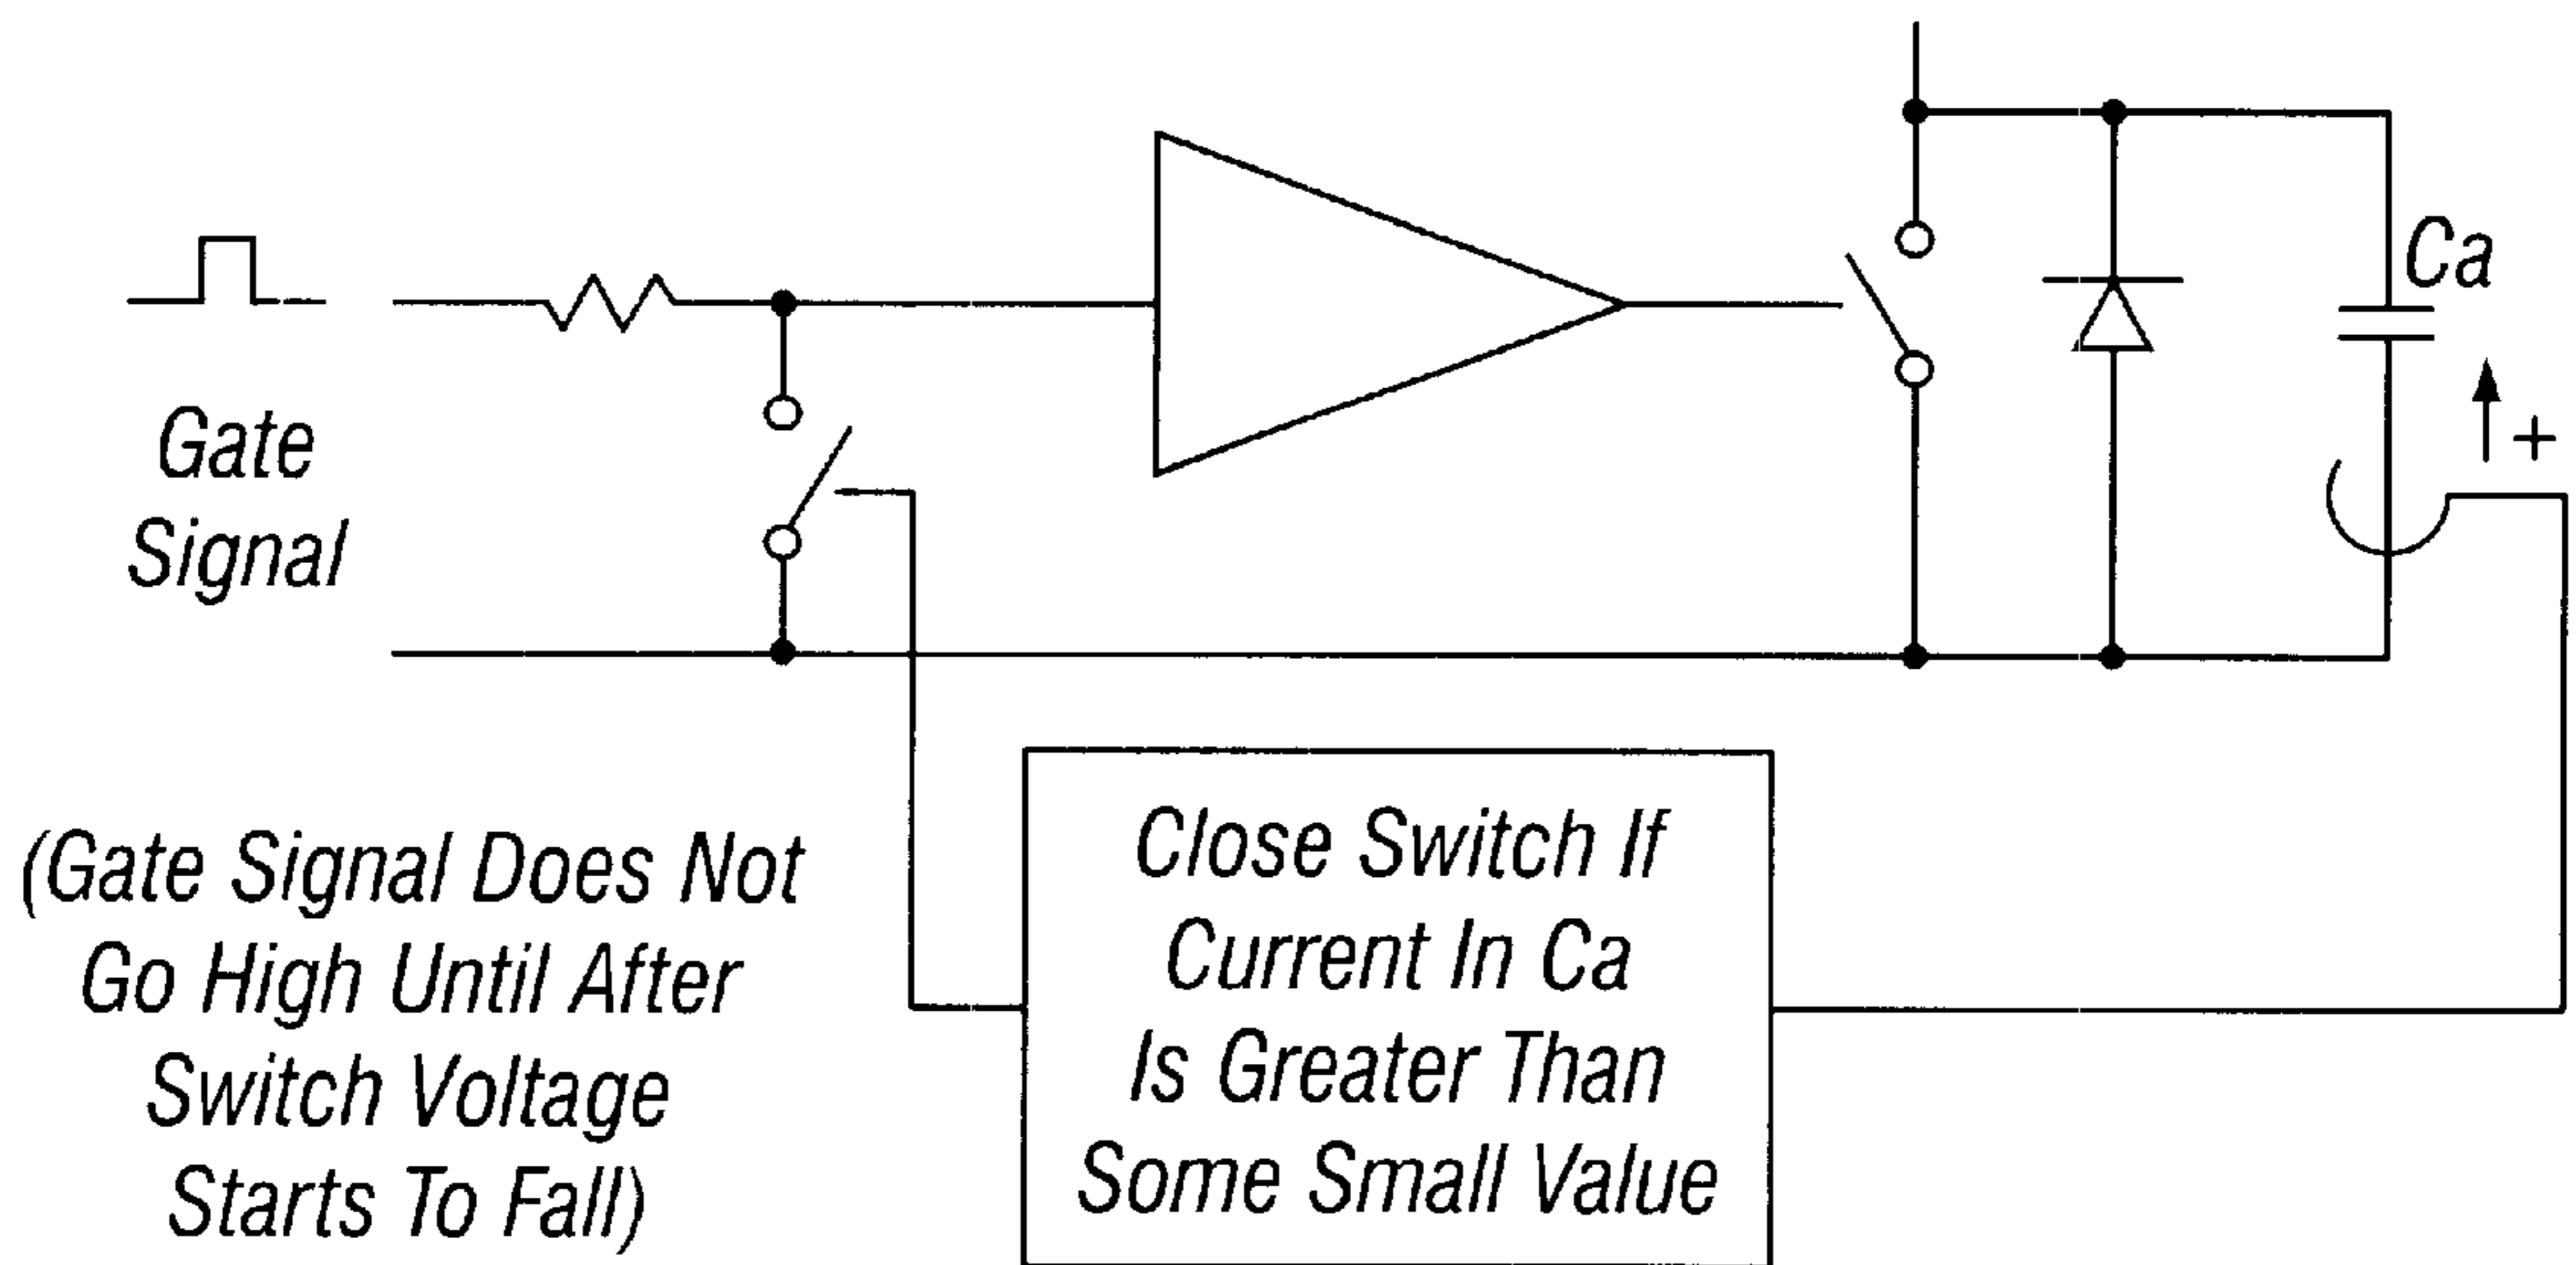 Ca
+
Gate
Signal
(Gate Signal Does Not
Go High Until After
Switch Voltage
Starts To Fall)
Close Switch If
Current In Ca
Is Greater Than
Some Small Value